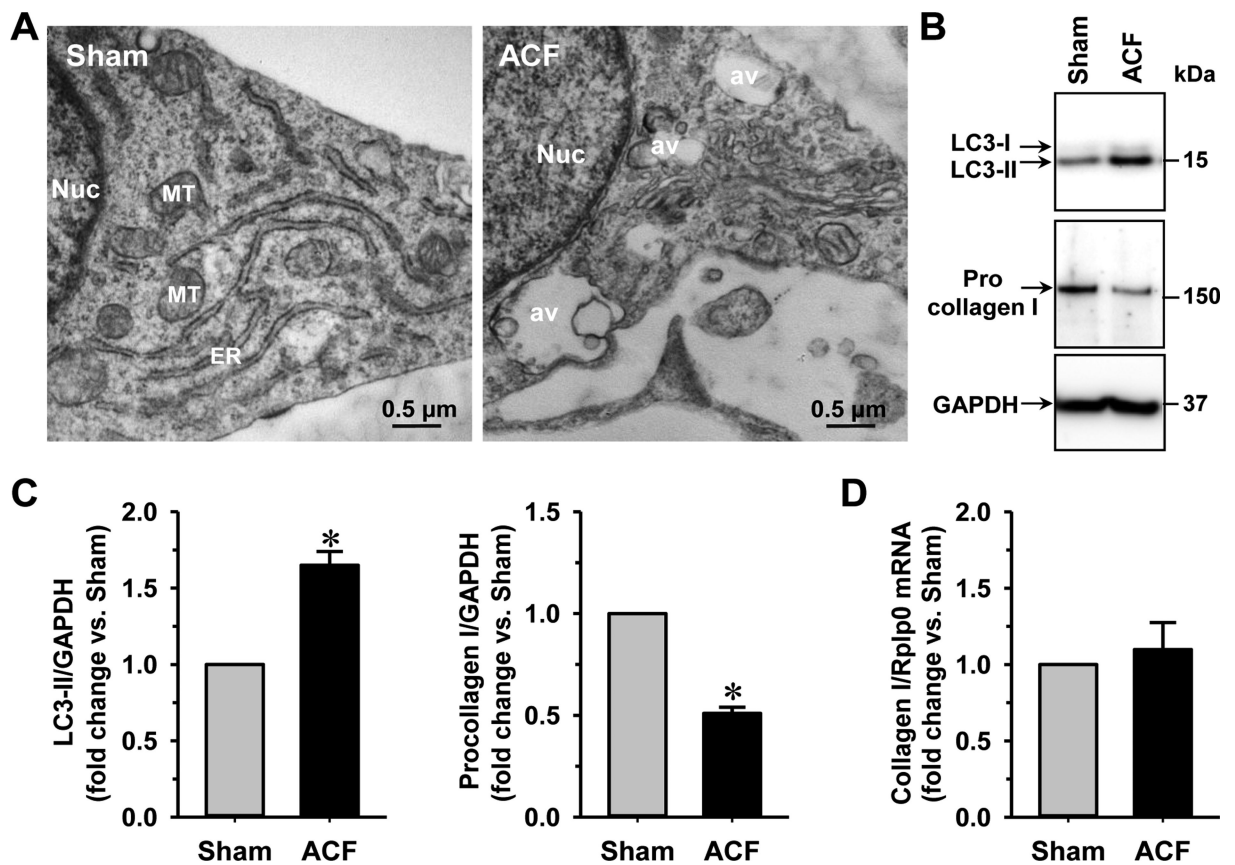 A
Sham
Nuc
MT
MT
ER
0.5 µm
ACF
av
av
Nuc
av
0.5 µm
B
Sham
ACF
kDa
LC3-I
LC3-II
15
Pro
collagen I
150
GAPDH
37
C
LC3-II/GAPDH
(fold change vs. Sham)
2.0
1.5
1.0
0.5
0.0
*
Sham
ACF
Procollagen I/GAPDH
(fold change vs. Sham)
1.5
1.0
0.5
0.0
*
Sham
ACF
D
Collagen I/Rplp0 mRNA
(fold change vs. Sham)
2.0
1.5
1.0
0.5
0.0
Sham
ACF